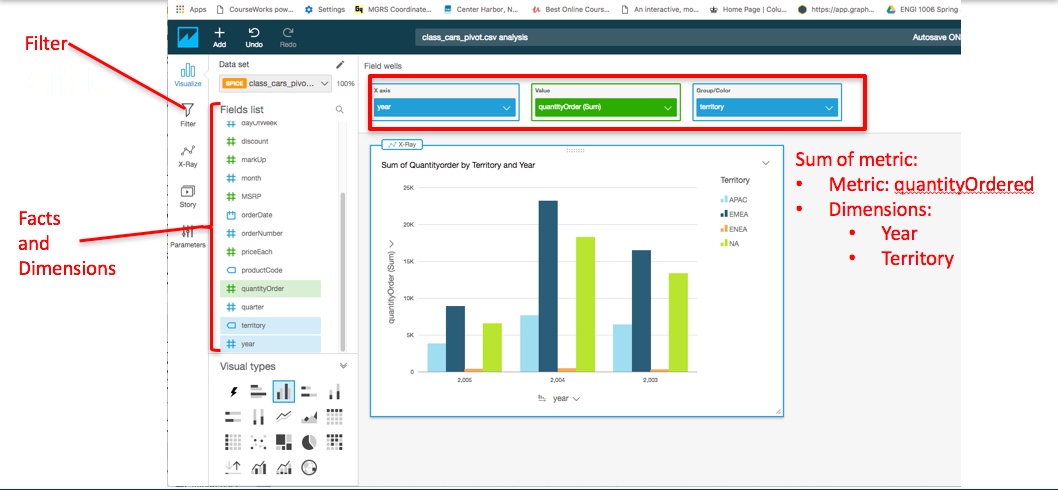 Apps
CourseWorks pow...
Settings
MGRS Coordinate...
Center Harbor, N...
Best Online Cours...
An interactive, mo...
Home Page | Colu...
https://app.graph...
ENGI 1006 Spring
Add
Undo
Redo
class_cars_pivot.csv analysis
Autosave ON
Filter
Visualize
Filter
X-Ray
Story
Parameters
Facts
and
Dimensions
Data set
SPICE class_cars_pivo... 100%
Fields list
dayOfWeek
discount
markUp
month
MSRP
orderDate
orderNumber
priceEach
productCode
quantityOrder
quarter
territory
year
Visual types
Field wells
X axis
year
Value
quantityOrder (Sum)
Group/Color
territory
X-Ray
Sum of Quantityorder by Territory and Year
quantityOrder (Sum)
25K
20K
15K
10K
5K
0
2,005
2,004
2,003
year
Territory
APAC
EMEA
ENEA
NA
Sum of metric:
• Metric: quantityOrdered
• Dimensions:
• Year
• Territory